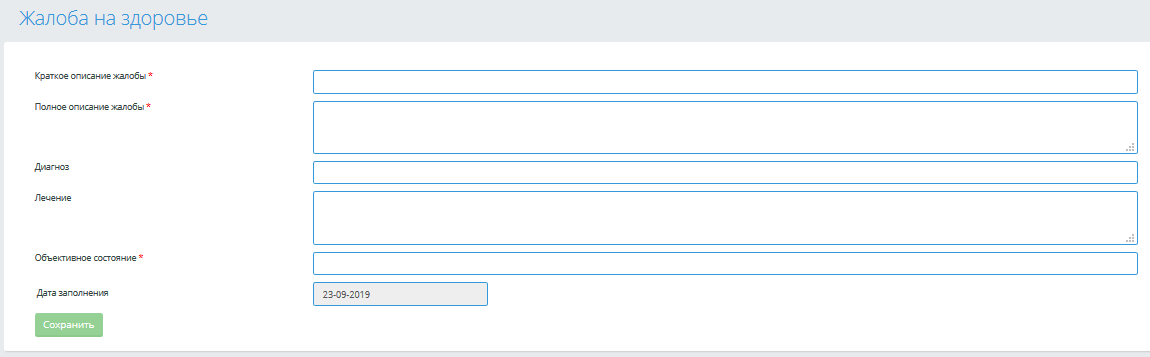 Жалоба на здоровье
Краткое описание жалобы *
Полное описание жалобы *
Диагноз
Лечение
Объективное состояние *
Дата заполнения
23-09-2019
Сохранить